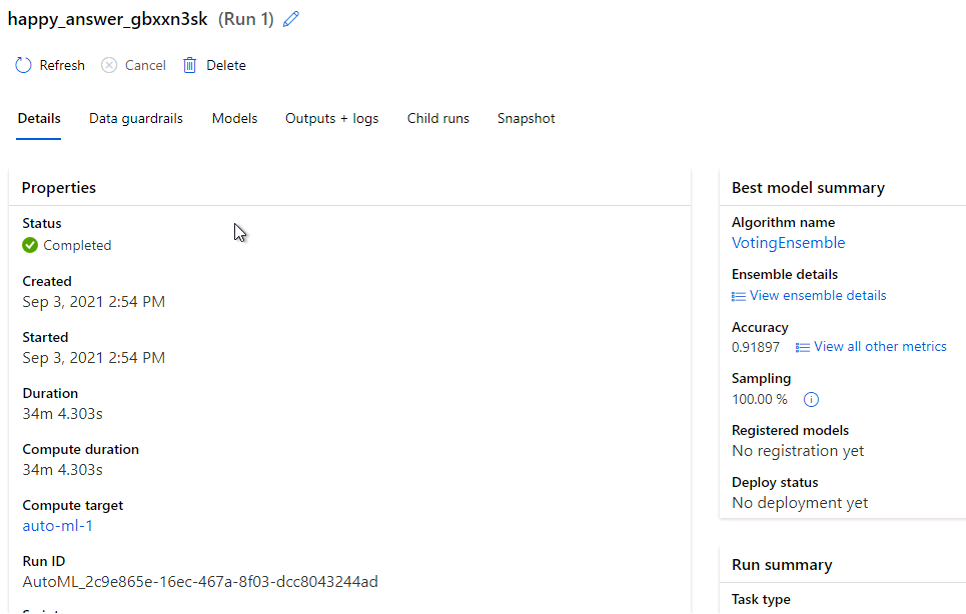 happy_answer_gbxxn3sk (Run 1)
Refresh Cancel Delete
Details Data guardrails Models Outputs + logs Child runs Snapshot
Properties
Status
Completed
Created
Sep 3, 2021 2:54 PM
Started
Sep 3, 2021 2:54 PM
Duration
34m 4.303s
Compute duration
34m 4.303s
Compute target
auto-ml-1
Run ID
AutoML_2c9e865e-16ec-467a-8f03-dcc8043244ad
Best model summary
Algorithm name
VotingEnsemble
Ensemble details
View ensemble details
Accuracy
0.91897 View all other metrics
Sampling
100.00 %
Registered models
No registration yet
Deploy status
No deployment yet
Run summary
Task type